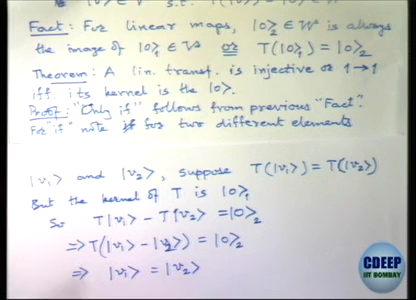 Fact: For linear maps, |0>₂ ∈ W is always
the image of |0> ∈ V or T(|0>₁) = |0>₂
Theorem: A lin. transf. is injective or 1→1
iff its kernel is the |0>.
Proof: "Only if" follows from previous "Fact".
For "if" note for two different elements
|v₁> and |v₂>, suppose T(|v₁>) = T(|v₂>)
But the kernel of T is |0>₁
So T|v₁> − T|v₂> = |0>₂
=> T(|v₁> − |v₂>) = |0>₂
=> |v₁> = |v₂>
CDEEP
IIT BOMBAY